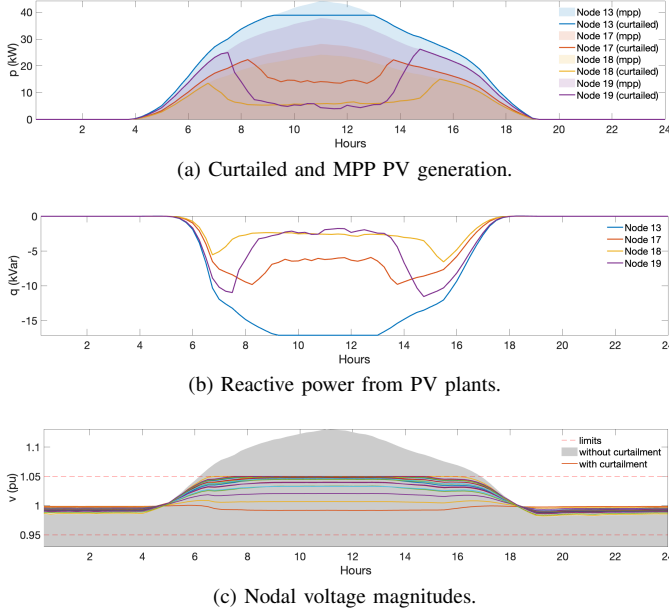 p (kW)
40
30
20
10
0
Node 13 (mpp)
Node 13 (curtailed)
Node 17 (mpp)
Node 17 (curtailed)
Node 18 (mpp)
Node 18 (curtailed)
Node 19 (mpp)
Node 19 (curtailed)
2 4 6 8 10 12 14 16 18 20 22 24
Hours
(a) Curtailed and MPP PV generation.
q (kVar)
0
-5
-10
-15
Node 13
Node 17
Node 18
Node 19
2 4 6 8 10 12 14 16 18 20 22 24
Hours
(b) Reactive power from PV plants.
v (pu)
1.1
1.05
1
0.95
limits
without curtailment
with curtailment
2 4 6 8 10 12 14 16 18 20 22 24
Hours
(c) Nodal voltage magnitudes.